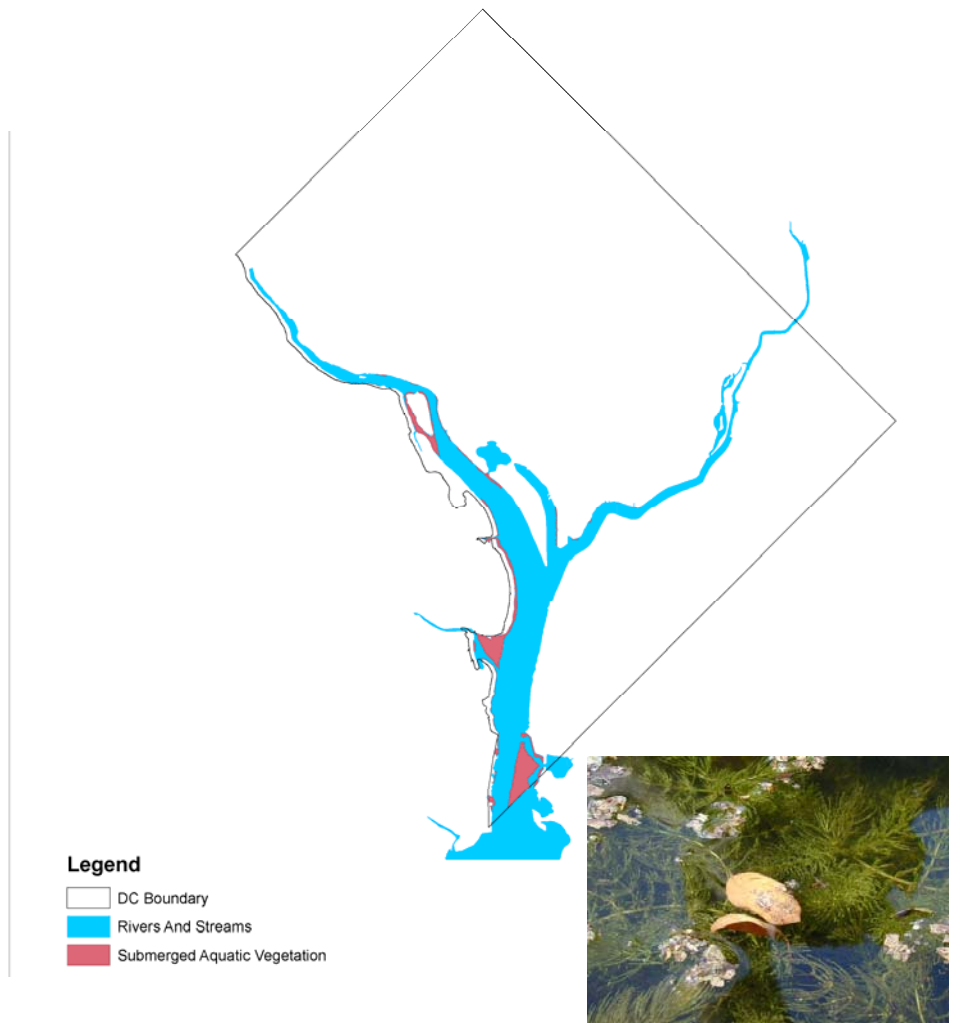 Legend
DC Boundary
Rivers And Streams
Submerged Aquatic Vegetation